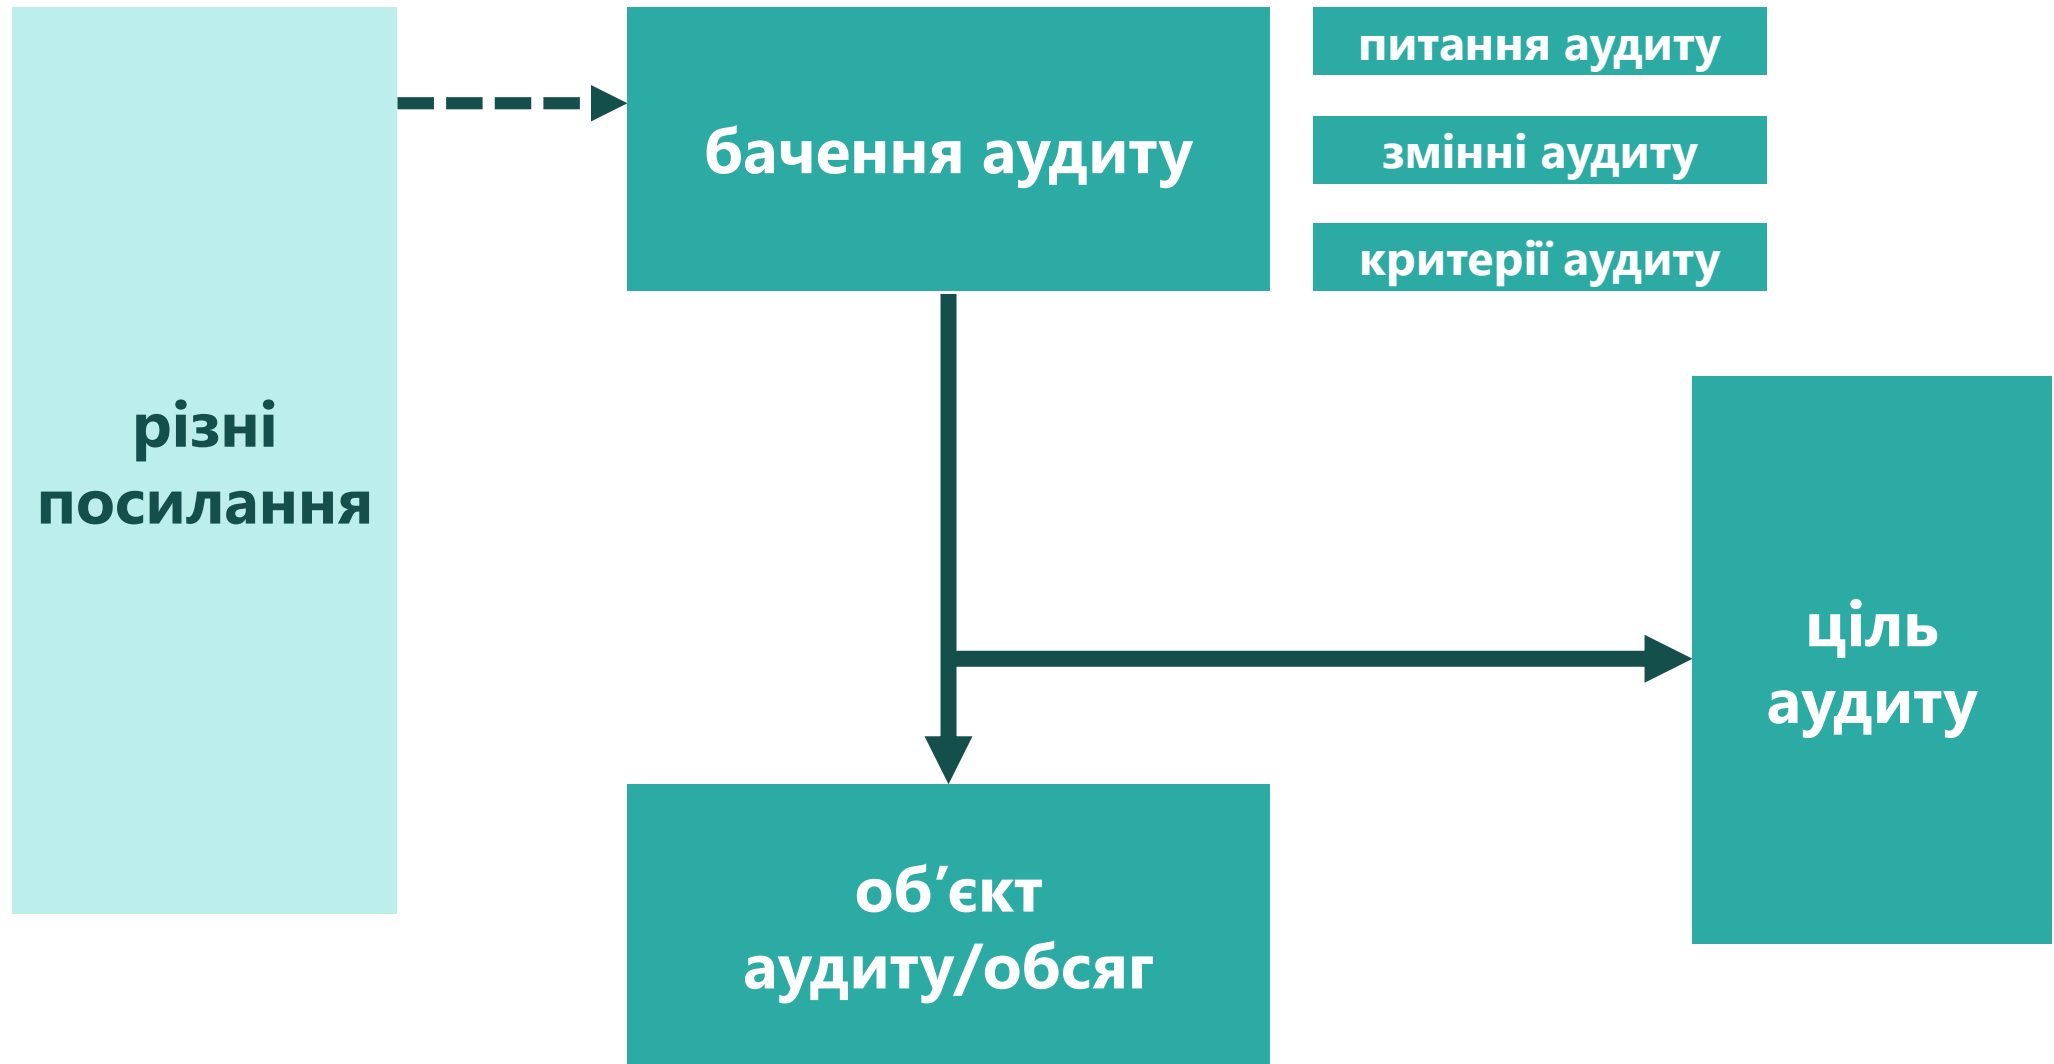 різні
посилання
бачення аудиту
питання аудиту
змінні аудиту
критерії аудиту
ціль
аудиту
об’єкт
аудиту/обсяг